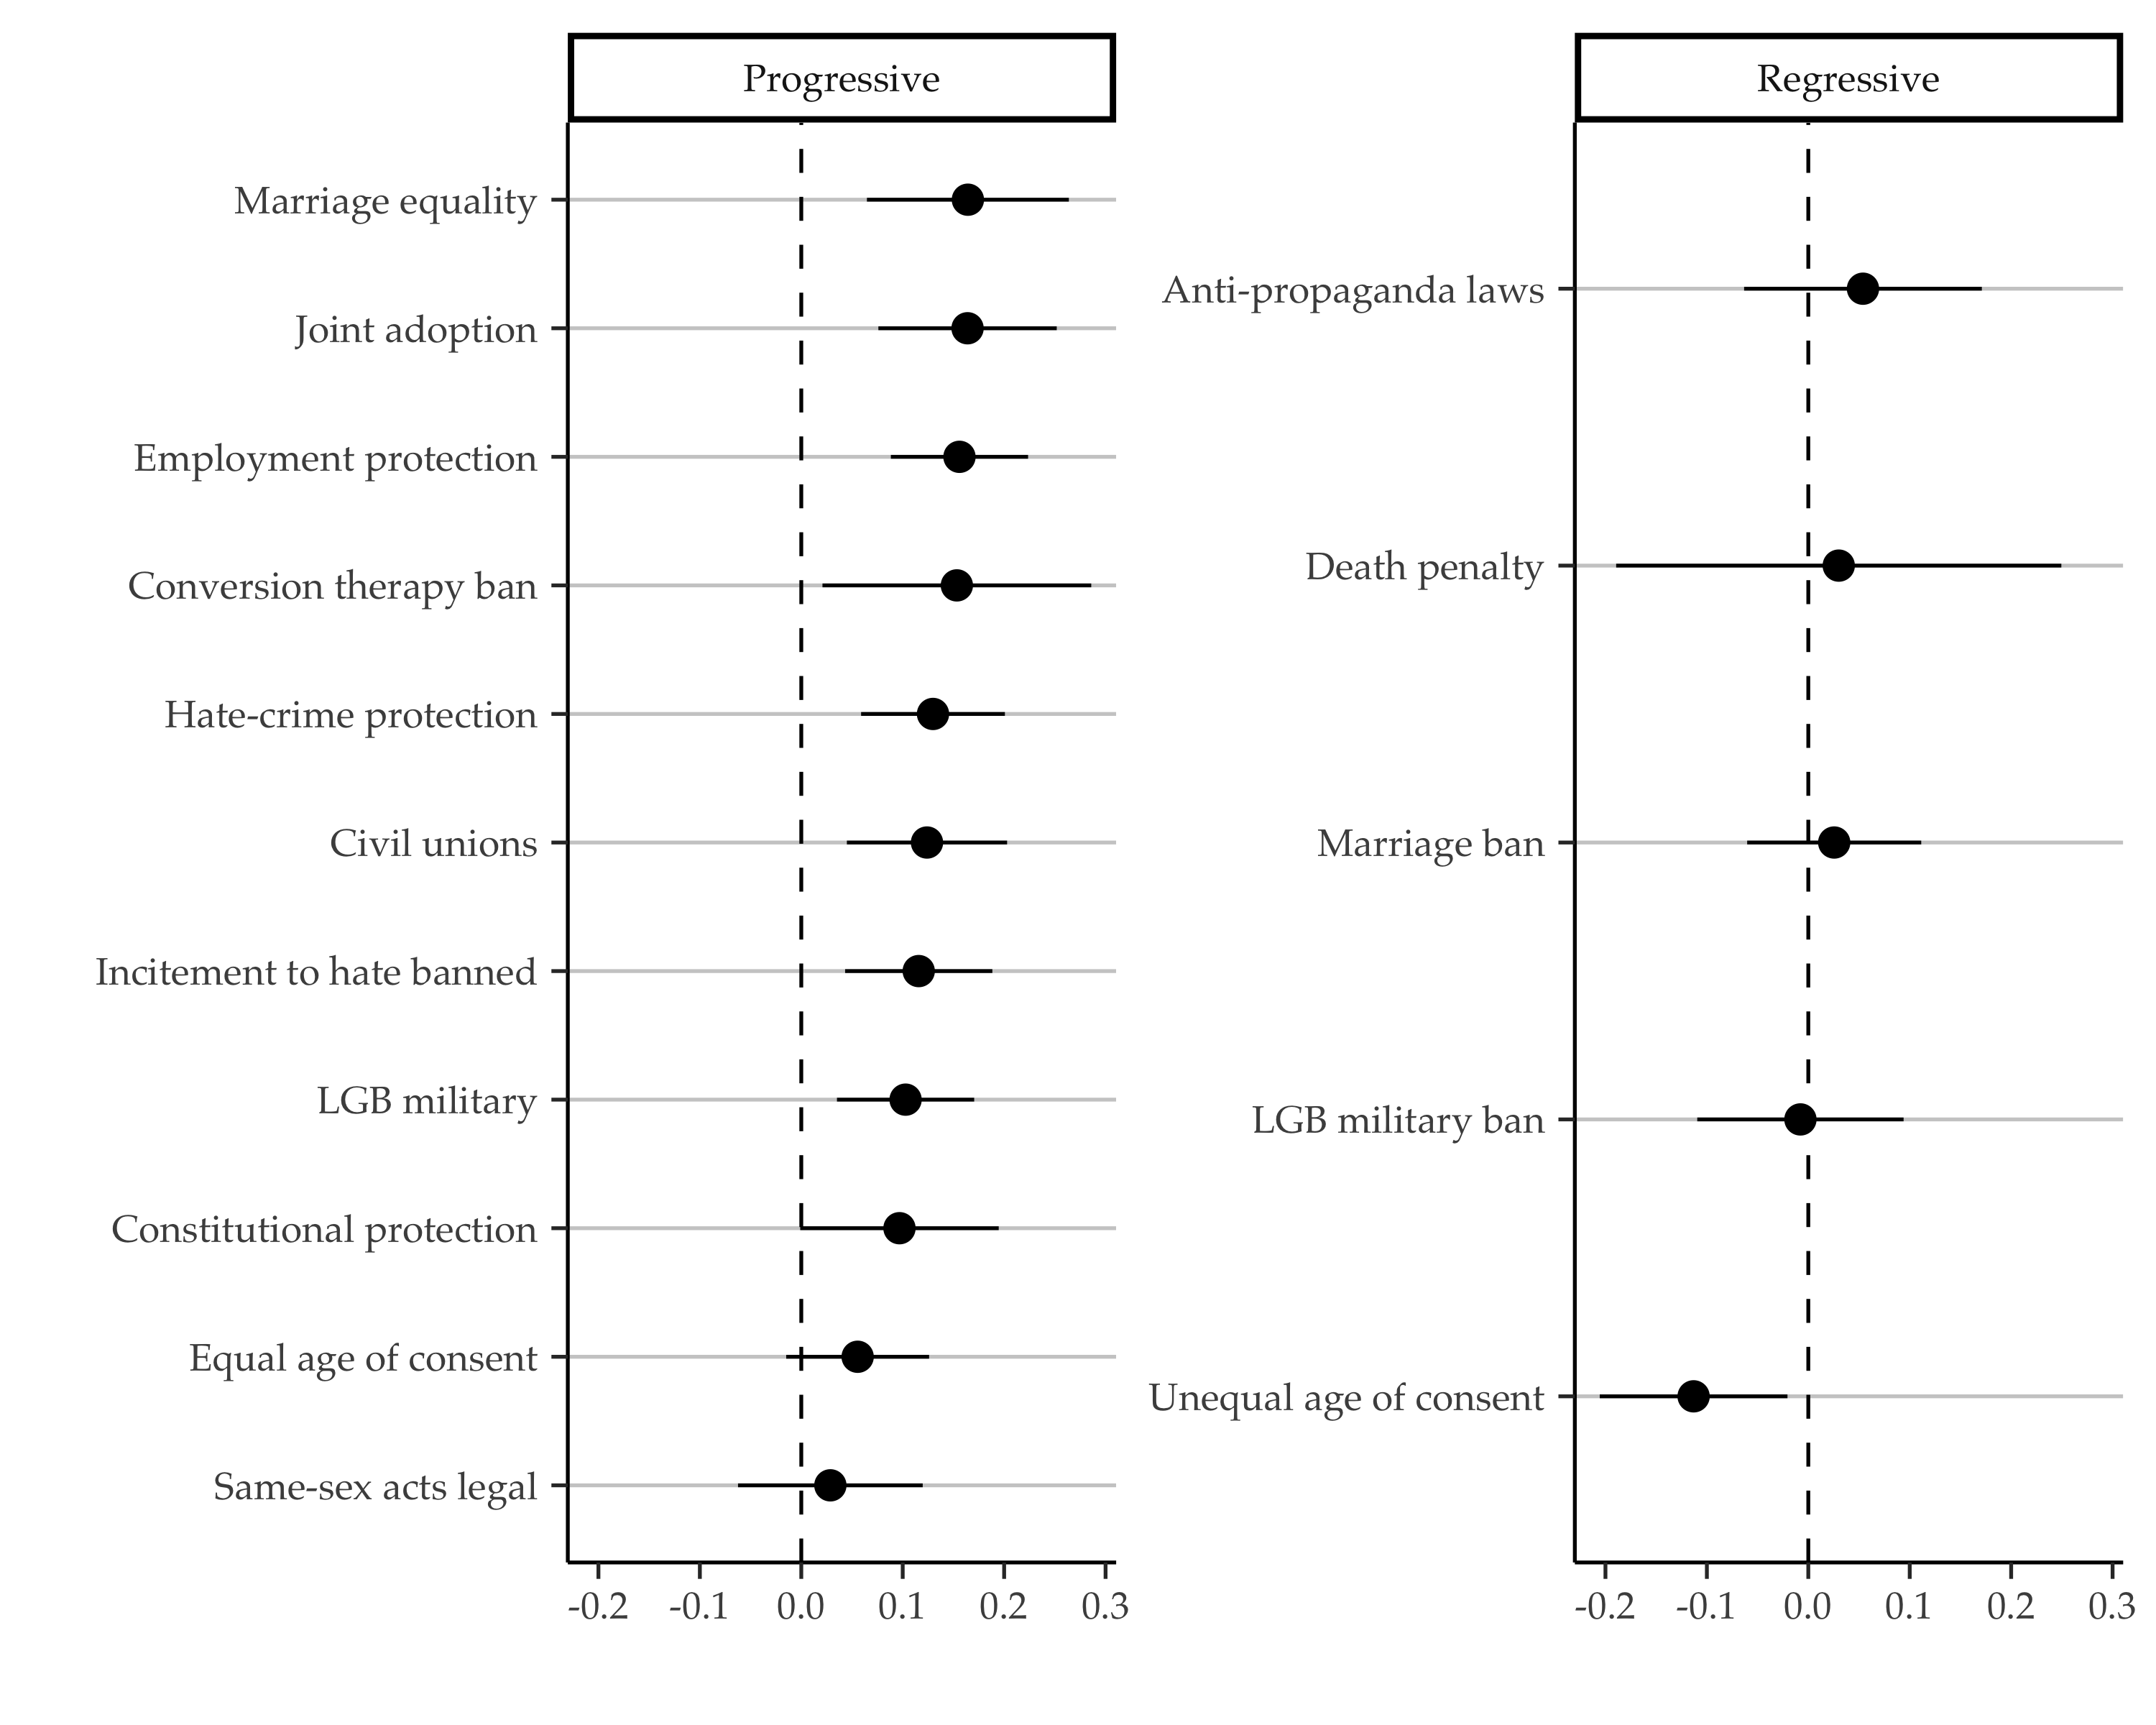 Progressive
Marriage equality
Joint adoption
Employment protection
Conversion therapy ban
Hate-crime protection
Civil unions
Incitement to hate banned
LGB military
Constitutional protection
Equal age of consent
Same-sex acts legal
-0.2 -0.1 0.0 0.1 0.2 0.3
Regressive
Anti-propaganda laws
Death penalty
Marriage ban
LGB military ban
Unequal age of consent
-0.2 -0.1 0.0 0.1 0.2 0.3